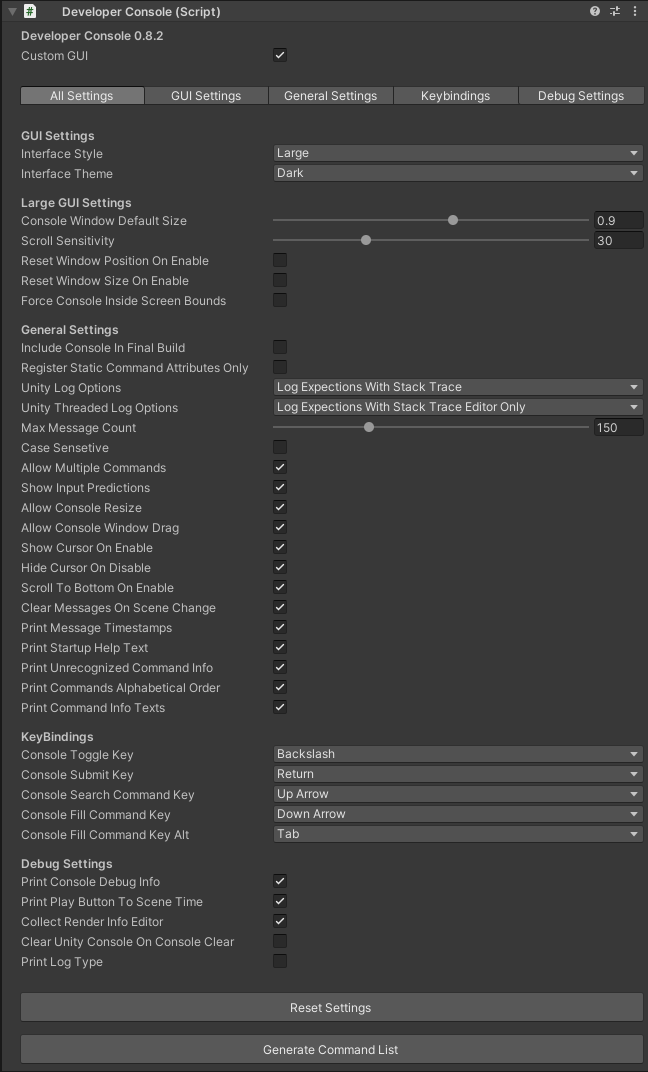 Developer Console (Script)
Developer Console 0.8.2
Custom GUI
All Settings GUI Settings General Settings Keybindings Debug Settings
GUI Settings
Interface Style Large
Interface Theme Dark
Large GUI Settings
Console Window Default Size 0.9
Scroll Sensitivity 30
Reset Window Position On Enable
Reset Window Size On Enable
Force Console Inside Screen Bounds
General Settings
Include Console In Final Build
Register Static Command Attributes Only
Unity Log Options Log Expections With Stack Trace
Unity Threaded Log Options Log Expections With Stack Trace Editor Only
Max Message Count 150
Case Sensetive
Allow Multiple Commands
Show Input Predictions
Allow Console Resize
Allow Console Window Drag
Show Cursor On Enable
Hide Cursor On Disable
Scroll To Bottom On Enable
Clear Messages On Scene Change
Print Message Timestamps
Print Startup Help Text
Print Unrecognized Command Info
Print Commands Alphabetical Order
Print Command Info Texts
KeyBindings
Console Toggle Key Backslash
Console Submit Key Return
Console Search Command Key Up Arrow
Console Fill Command Key Down Arrow
Console Fill Command Key Alt Tab
Debug Settings
Print Console Debug Info
Print Play Button To Scene Time
Collect Render Info Editor
Clear Unity Console On Console Clear
Print Log Type
Reset Settings
Generate Command List